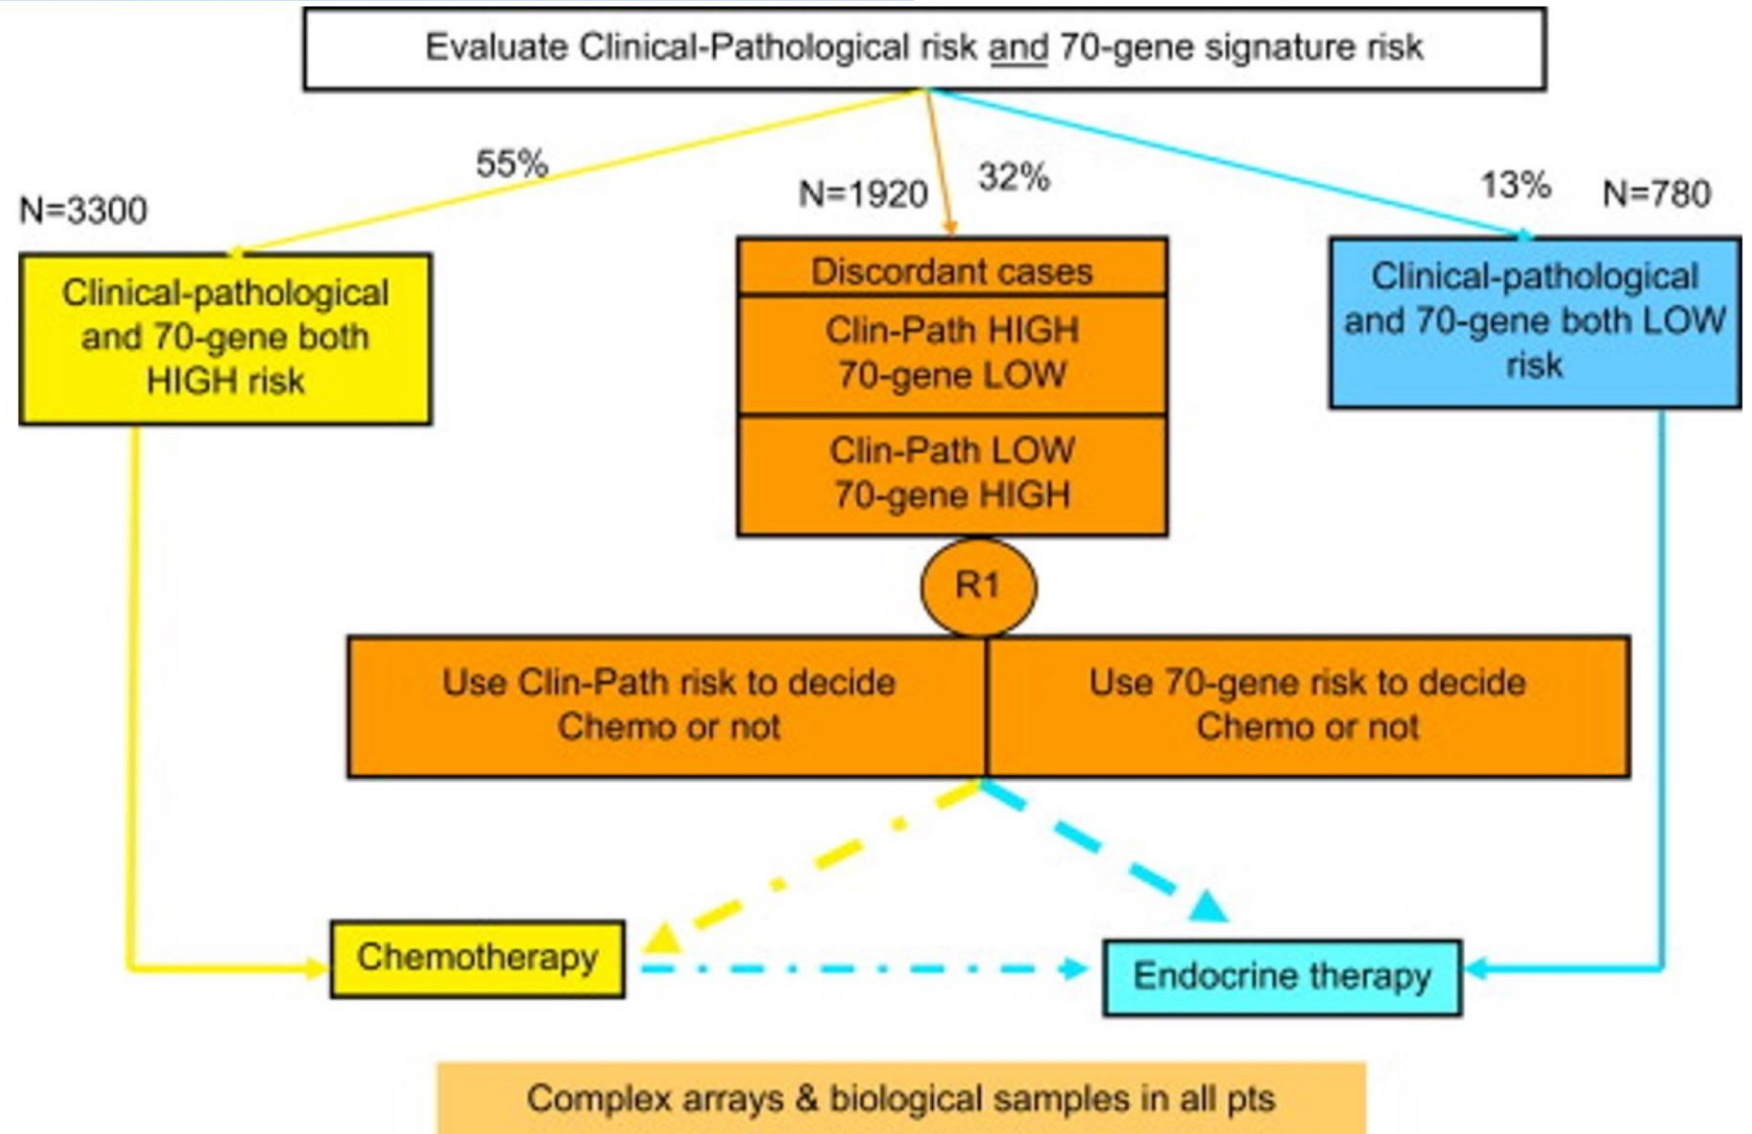 Evaluate Clinical-Pathological risk and 70-gene signature risk
55%
N=3300
N=1920
32%
13%
N=780
Clinical-pathological
and 70-gene both
HIGH risk
Discordant cases
Clin-Path HIGH
70-gene LOW
Clin-Path LOW
70-gene HIGH
Clinical-pathological
and 70-gene both LOW
risk
R1
Use Clin-Path risk to decide
Chemo or not
Use 70-gene risk to decide
Chemo or not
Chemotherapy
Endocrine therapy
Complex arrays & biological samples in all pts